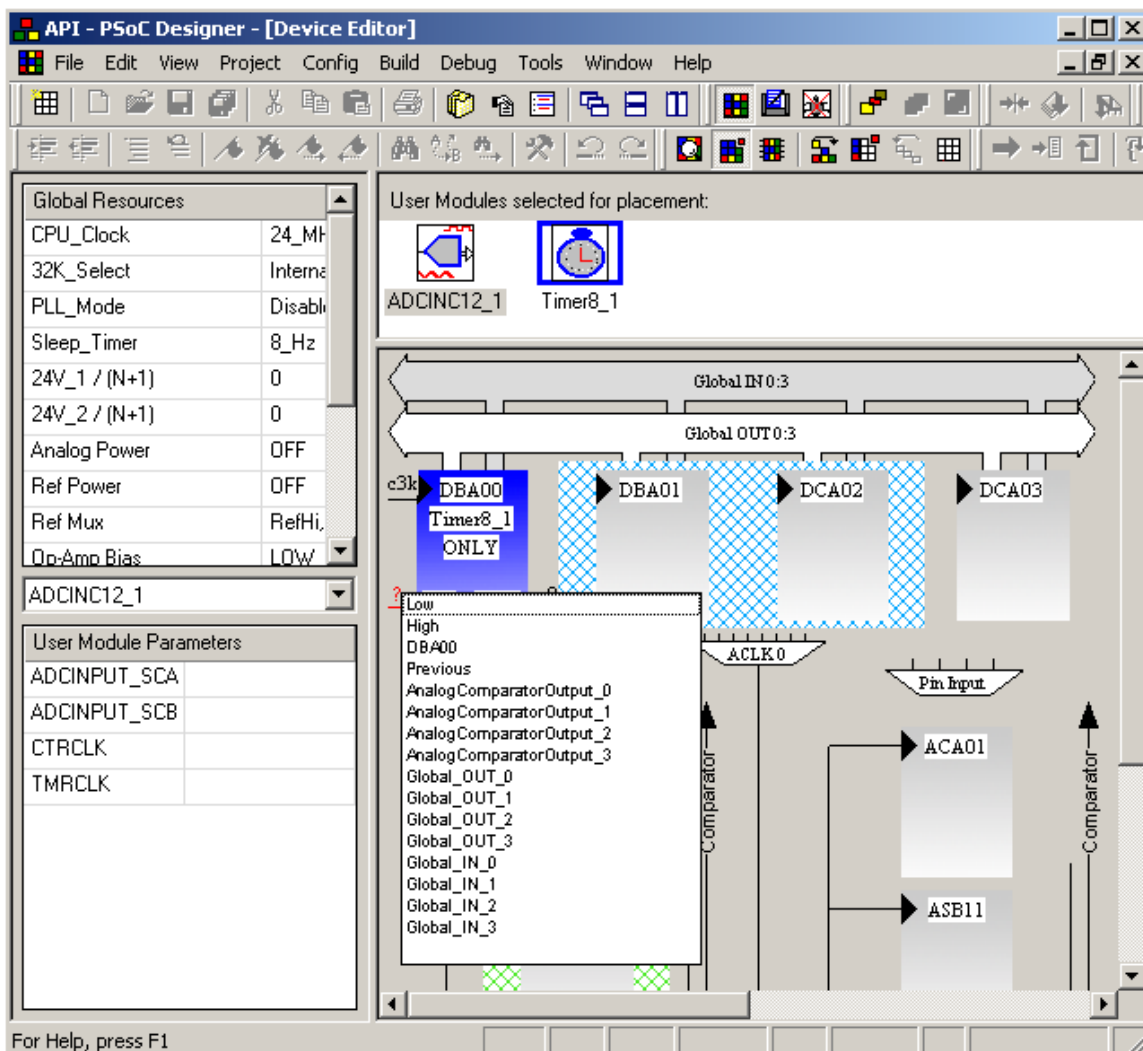 API - PSoC Designer - [Device Editor]
File Edit View Project Config Build Debug Tools Window Help
Global Resources
CPU_Clock 24_MH
32K_Select Interna
PLL_Mode Disabl
Sleep_Timer 8_Hz
24V_1 / (N+1) 0
24V_2 / (N+1) 0
Analog Power OFF
Ref Power OFF
Ref Mux RefHi,
Op-Amp Bias LOW
ADCINC12_1
User Module Parameters
ADCINPUT_SCA
ADCINPUT_SCB
CTRCLK
TMRCLK
User Modules selected for placement:
ADCINC12_1 Timer8_1
Global IN 0:3
Global OUT 0:3
c3k DBA00 DBA01 DCA02 DCA03
Timer8_1
ONLY
?
Low
High
DBA00
Previous
AnalogComparatorOutput_0
AnalogComparatorOutput_1
AnalogComparatorOutput_2
AnalogComparatorOutput_3
Global_OUT_0
Global_OUT_1
Global_OUT_2
Global_OUT_3
Global_IN_0
Global_IN_1
Global_IN_2
Global_IN_3
ACLK0
Pin Input
Comparator
ACA01
Comparator
ASB11
For Help, press F1